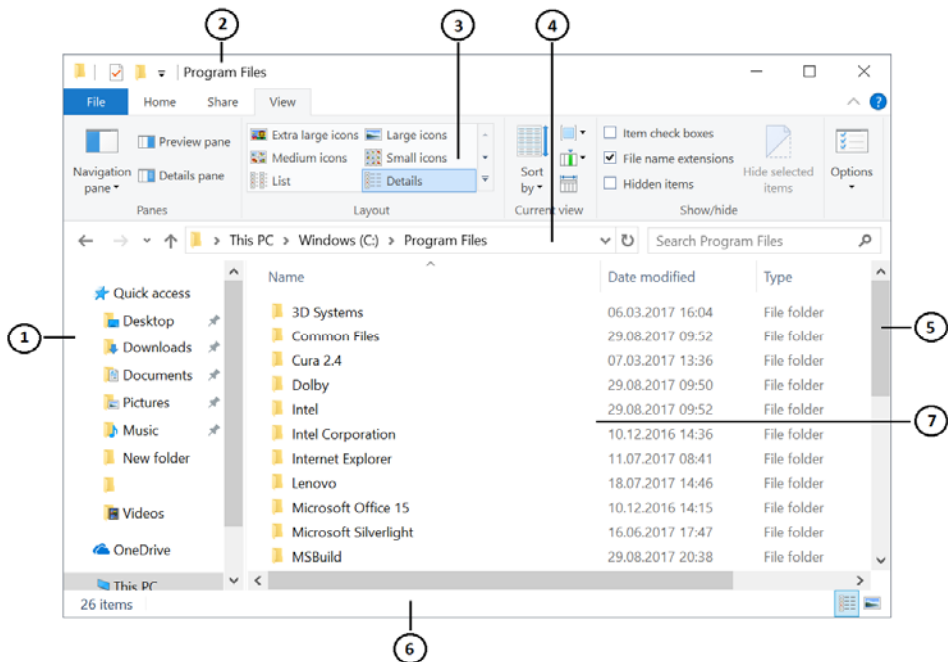 2 3 4
Program Files
File Home Share View
Extra large icons Large icons Item check boxes
Preview pane Medium icons Small icons File name extensions
Navigation pane Details pane List Details Sort by Hidden items Hide selected items Options
Panes Layout Current view Show/hide
This PC Windows (C:) Program Files Search Program Files
Name Date modified Type
Quick access
3D Systems 06.03.2017 16:04 File folder
Desktop
1 5
Common Files 29.08.2017 09:52 File folder
Downloads
Cura 2.4 07.03.2017 13:36 File folder
Documents
Dolby 29.08.2017 09:50 File folder
Pictures
Intel 29.08.2017 09:52 File folder
7
Music
Intel Corporation 10.12.2016 14:36 File folder
New folder
Internet Explorer 11.07.2017 08:41 File folder
Lenovo 18.07.2017 14:46 File folder
Videos
Microsoft Office 15 10.12.2016 14:15 File folder
Microsoft Silverlight 16.06.2017 17:47 File folder
OneDrive
MSBuild 29.08.2017 20:38 File folder
This PC
26 items
6